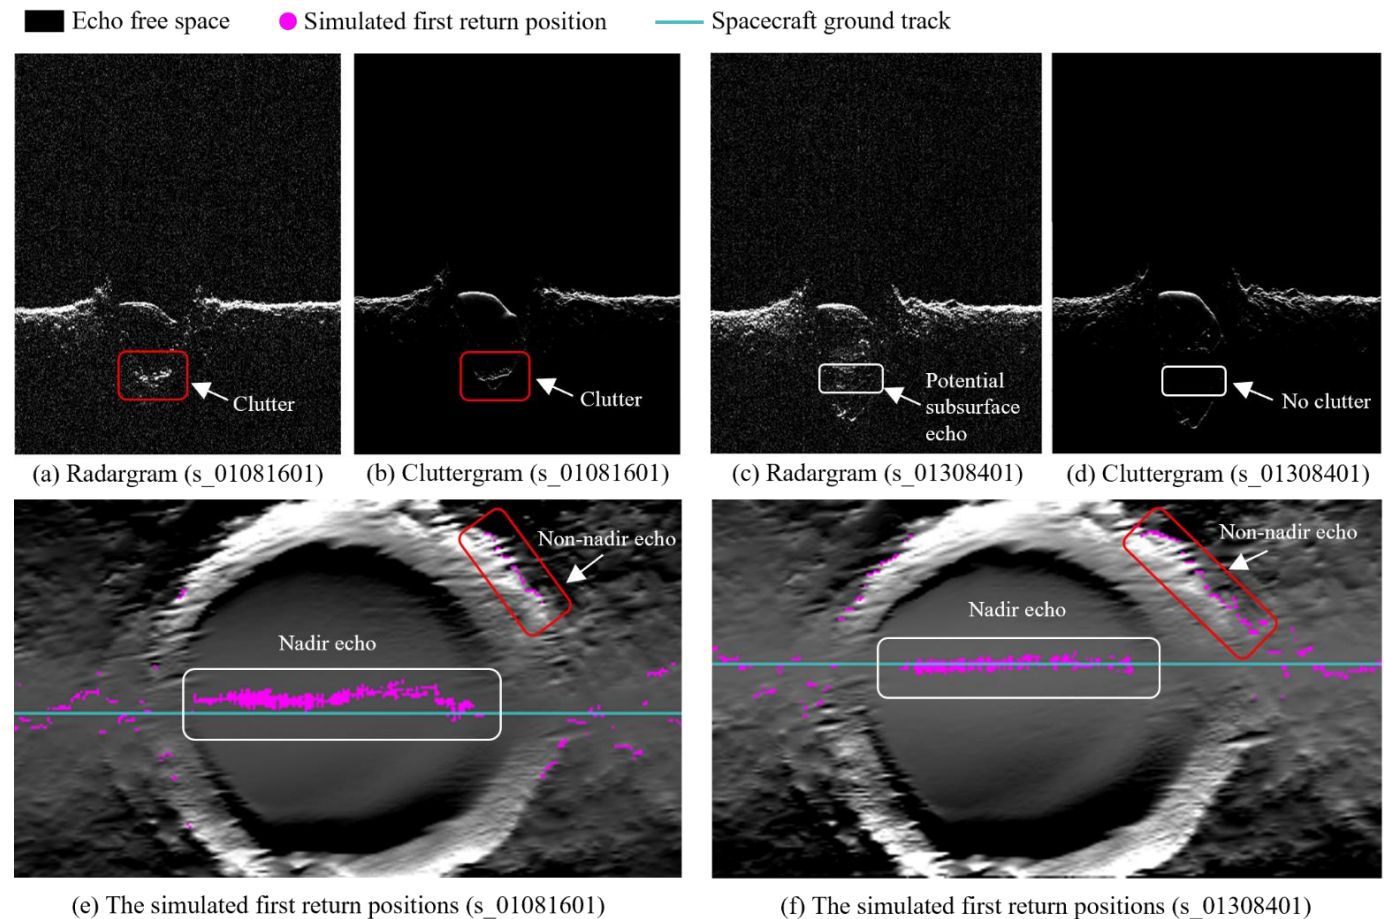 Echo free space Simulated first return position Spacecraft ground track
Clutter
Clutter
Potential
subsurface
echo
No clutter
(a) Radargram (s_01081601)
(b) Cluttergram (s_01081601)
(c) Radargram (s_01308401)
(d) Cluttergram (s_01308401)
Non-nadir echo
Nadir echo
Non-nadir echo
Nadir echo
(e) The simulated first return positions (s_01081601)
(f) The simulated first return positions (s_01308401)